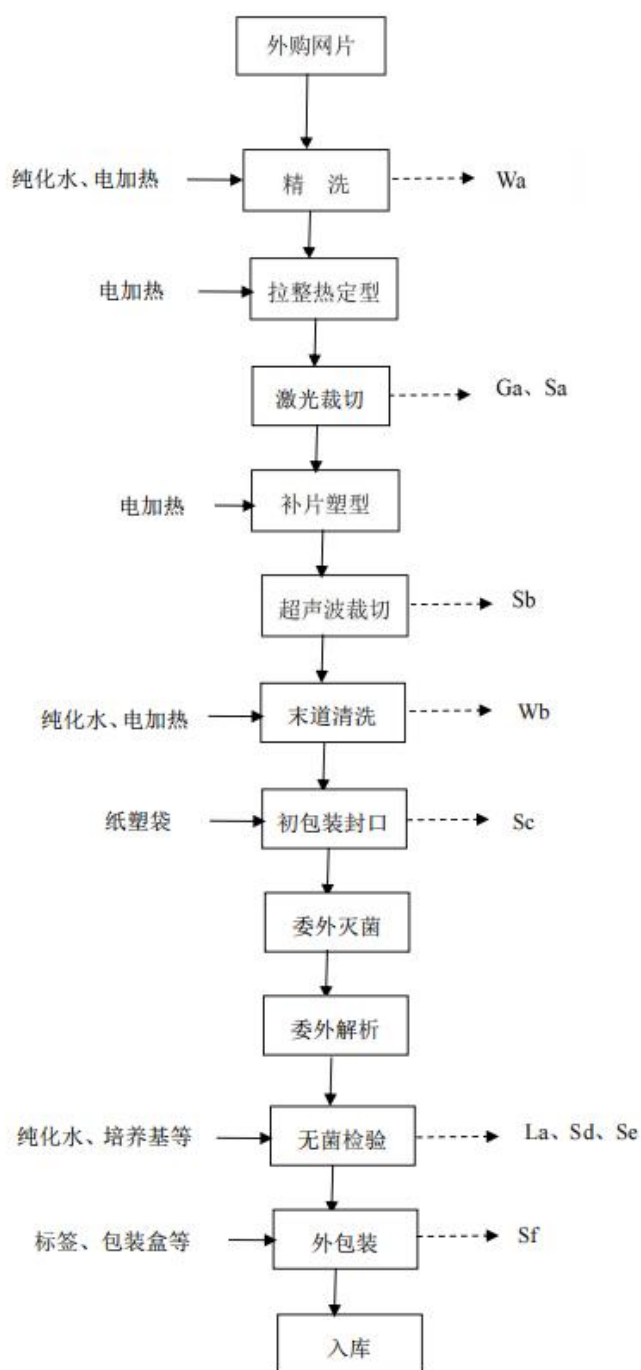 外购网片
纯化水、电加热 精 洗 Wa
电加热 拉整热定型
激光裁切 Ga、Sa
电加热 补片塑型
超声波裁切 Sb
纯化水、电加热 末道清洗 Wb
纸塑袋 初包装封口 Sc
委外灭菌
委外解析
纯化水、培养基等 无菌检验 La、Sd、Se
标签、包装盒等 外包装 Sf
入库